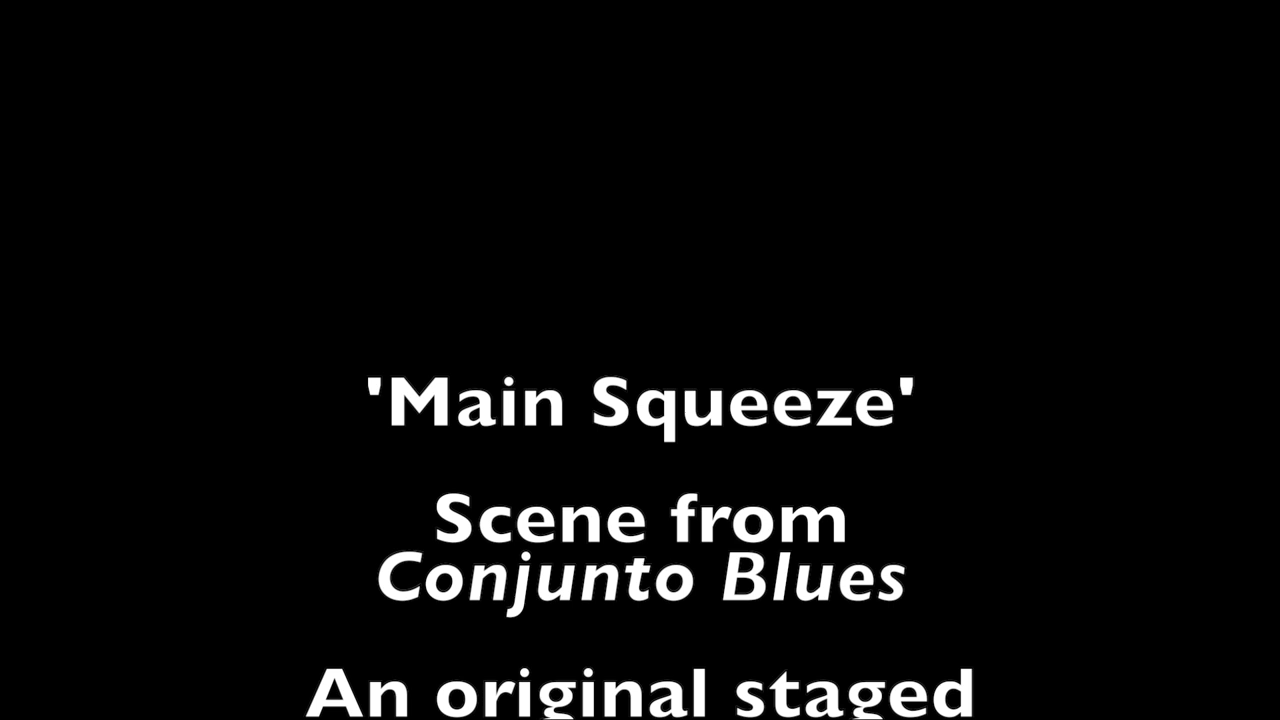 'Main Squeeze'
Scene from
Conjunto Blues
An original staged